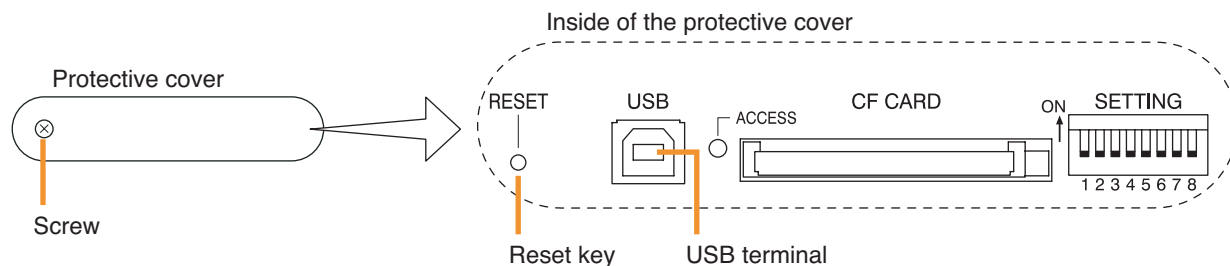 Inside of the protective cover
Protective cover
RESET
USB
ACCESS
CF CARD
ON
SETTING
1 2 3 4 5 6 7 8
Screw
Reset key
USB terminal